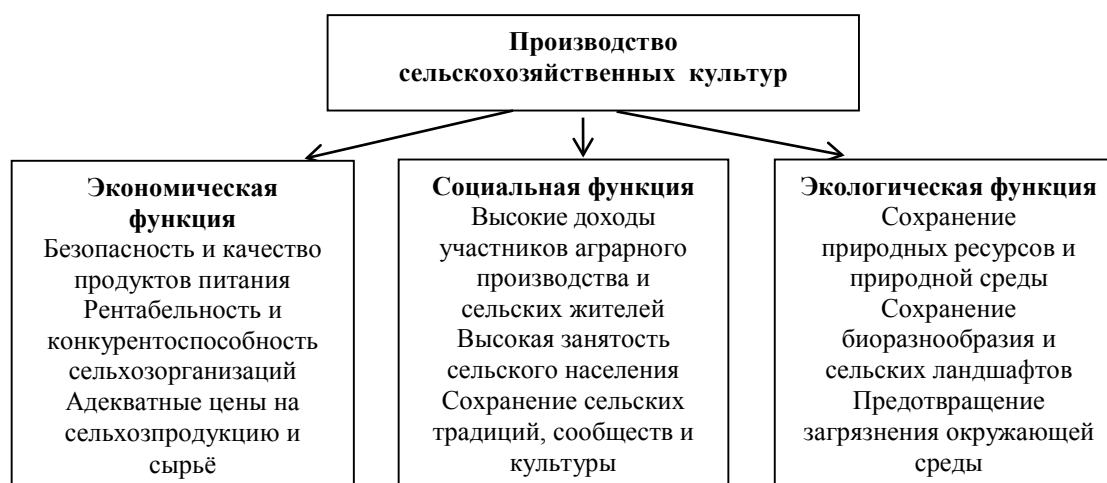 Производство
сельскохозяйственных культур
Экономическая
функция
Безопасность и качество
продуктов питания
Рентабельность и
конкурентоспособность
сельхозорганизаций
Адекватные цены на
сельхозпродукцию и
сырьё
Социальная функция
Высокие доходы
участников аграрного
производства и
сельских жителей
Высокая занятость
сельского населения
Сохранение сельских
традиций, сообществ и
культуры
Экологическая функция
Сохранение
природных ресурсов и
природной среды
Сохранение
биоразнообразия и
сельских ландшафтов
Предотвращение
загрязнения окружающей
среды